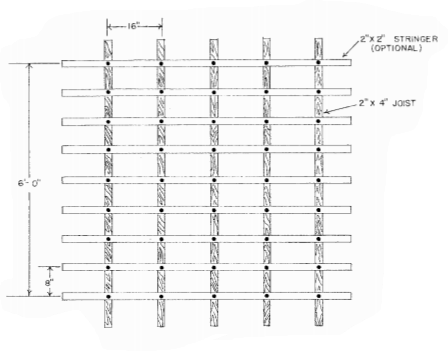 16"
2" X 2" STRINGER
(OPTIONAL)
2" X 4" JOIST
6'-0"
8"